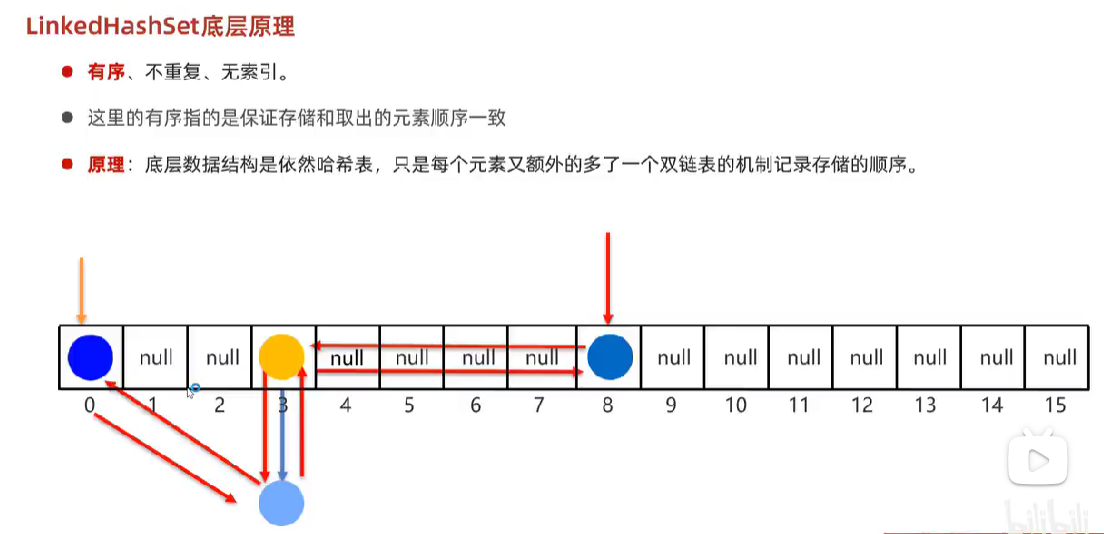 LinkedHashSet底层原理
有序、不重复、无索引。
这里的有序指的是保证存储和取出的元素顺序一致
原理：底层数据结构是依然哈希表，只是每个元素又额外的多了一个双链表的机制记录存储的顺序。
null null null null null null null null null null null null null
0 1 2 3 4 5 6 7 8 9 10 11 12 13 14 15
bilibili